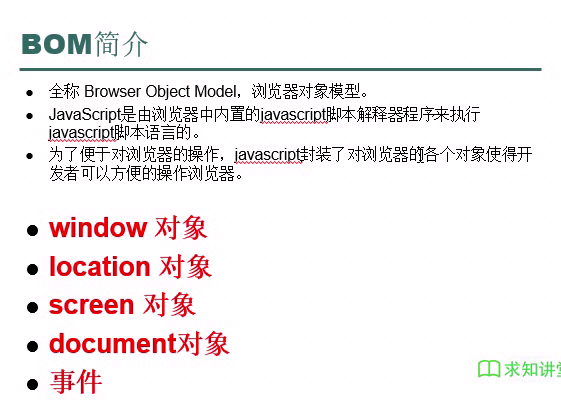 BOM简介
全称 Browser Object Model，浏览器对象模型。
JavaScript是由浏览器中内置的javascript脚本解释器程序来执行
javascript脚本语言的。
为了便于对浏览器的操作，javascript封装了对浏览器的各个对象使得开
发者可以方便的操作浏览器。
window 对象
location 对象
screen 对象
document对象
事件
求知讲堂